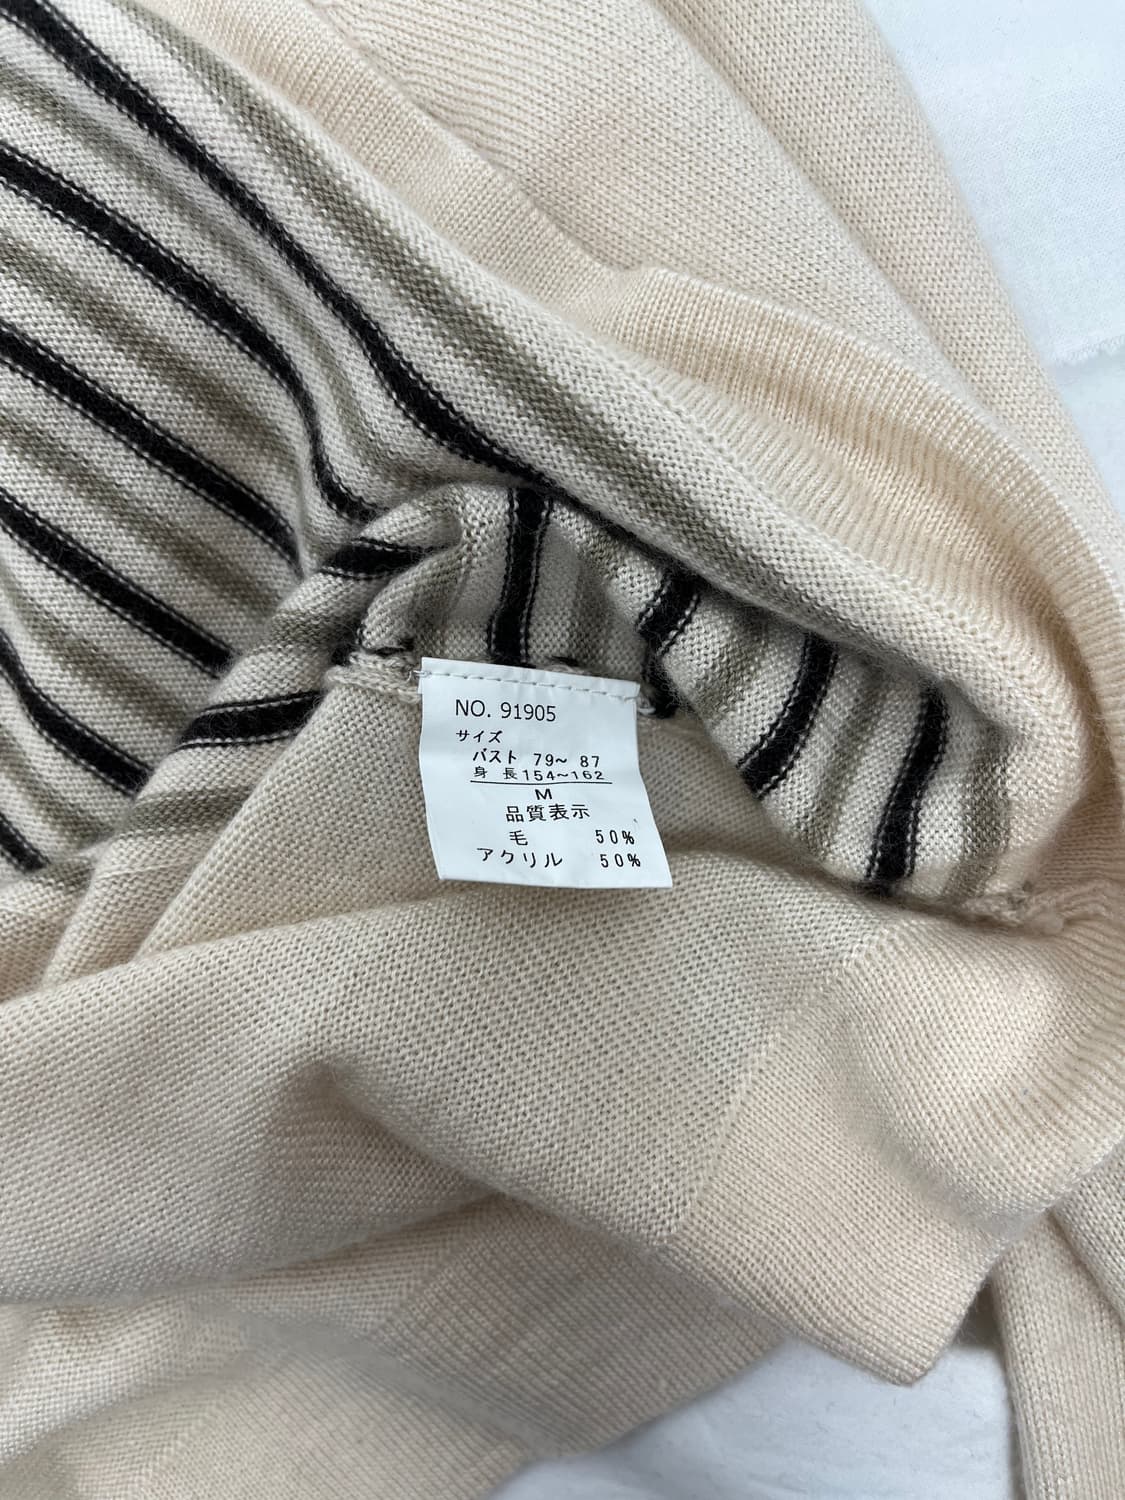 NO. 91905
サイズ
バスト 79~ 87
身 長154~162
M
品質表示
毛 50%
アクリル 50%